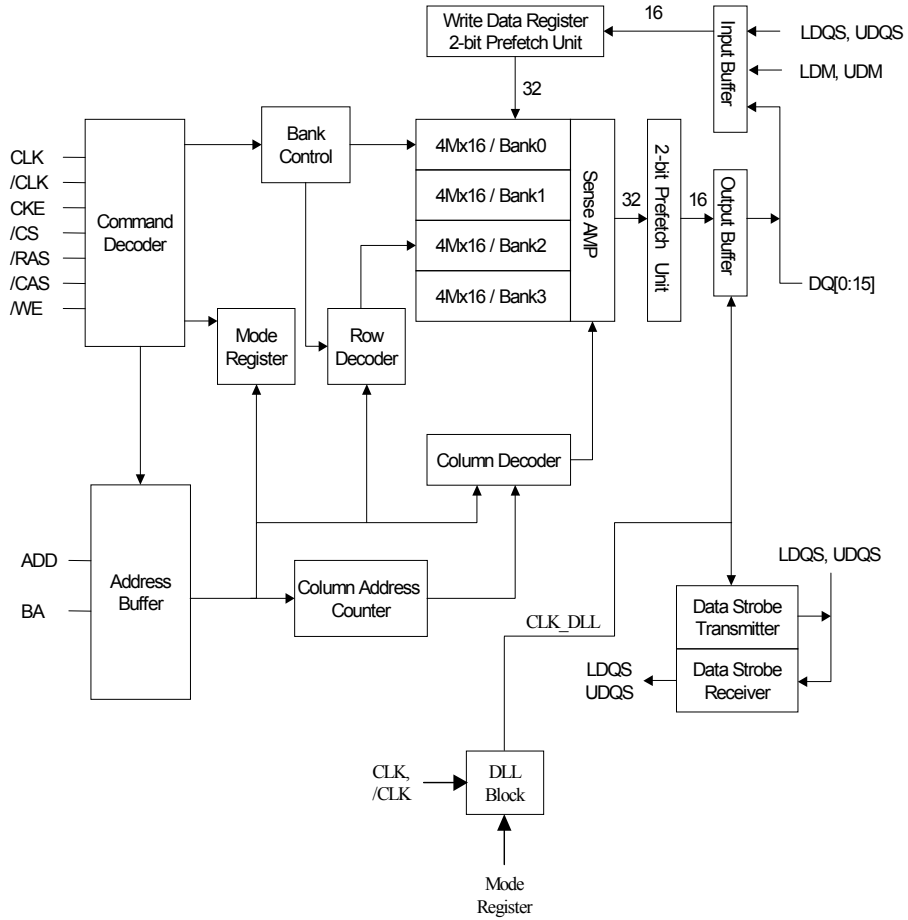 Write Data Register
2-bit Prefetch Unit
16
Input Buffer
LDQS, UDQS
LDM, UDM
32
Bank
Control
4Mx16 / Bank0
4Mx16 / Bank1
4Mx16 / Bank2
4Mx16 / Bank3
Sense AMP
32
2-bit Prefetch Unit
16
Output Buffer
DQ[0:15]
CLK
/CLK
CKE
/CS
/RAS
/CAS
/WE
Command
Decoder
Mode
Register
Row
Decoder
Column Decoder
ADD
BA
Address
Buffer
Column Address
Counter
CLK_DLL
LDQS, UDQS
Data Strobe
Transmitter
Data Strobe
Receiver
LDQS
UDQS
CLK,
/CLK
DLL
Block
Mode
Register